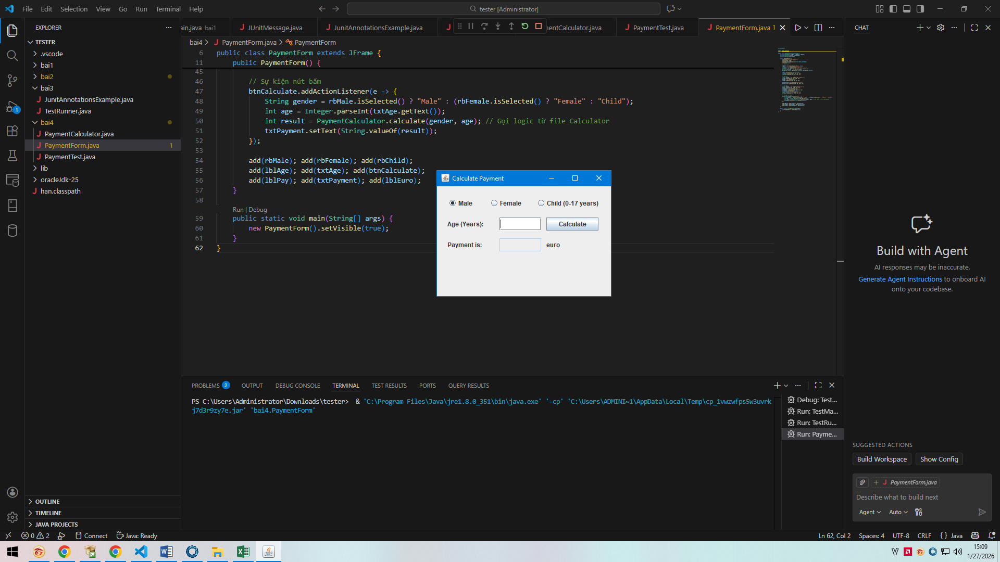 File Edit Selection View Go Run Terminal Help
tester [Administrator]
EXPLORER
TESTER
.vscode
bai1
bai2
bai3
JunitAnnotationsExample.java
TestRunner.java
bai4
PaymentCalculator.java
PaymentForm.java 1
PaymentTest.java
lib
oracleJdk-25
han.classpath
OUTLINE
TIMELINE
JAVA PROJECTS
ain.java bai1
JUnitMessage.java
JUnitAnnotationsExample.java
entCalculator.java
PaymentTest.java
PaymentForm.java 1
bai4 > PaymentForm.java > PaymentForm
6 public class PaymentForm extends JFrame {
11 public PaymentForm() {
45
46 // Sự kiện nút bấm
47 btnCalculate.addActionListener(e -> {
48 String gender = rbMale.isSelected() ? "Male" : (rbFemale.isSelected() ? "Female" : "Child");
49 int age = Integer.parseInt(txtAge.getText());
50 int result = PaymentCalculator.calculate(gender, age); // Gọi logic từ file Calculator
51 txtPayment.setText(String.valueOf(result));
52 });
53
54 add(rbMale); add(rbFemale); add(rbChild);
55 add(lblAge); add(txtAge); add(btnCalculate);
56 add(lblPay); add(txtPayment); add(lblEuro);
57 }
58
Run | Debug
59 public static void main(String[] args) {
60 new PaymentForm().setVisible(true);
61 }
62 }
Calculate Payment
Male Female Child (0-17 years)
Age (Years): Calculate
Payment is: euro
PROBLEMS 2 OUTPUT DEBUG CONSOLE TERMINAL TEST RESULTS PORTS QUERY RESULTS
PS C:\Users\Administrator\Downloads\tester> & 'C:\Program Files\Java\jre1.8.0_351\bin\java.exe' '-cp' 'C:\Users\ADMINI~1\AppData\Local\Temp\cp_1vwzwfps5w3uvrk
j7d3r9zy7e.jar' 'bai4.PaymentForm'
Debug: Test...
Run: TestMa...
Run: TestRu...
Run: Payme...
CHAT
Build with Agent
AI responses may be inaccurate.
Generate Agent Instructions to onboard AI
onto your codebase.
SUGGESTED ACTIONS
Build Workspace Show Config
PaymentForm.java
Describe what to build next
Agent Auto
1
0 2 Connect Java: Ready
Ln 62, Col 2 Spaces: 4 UTF-8 CRLF {} Java
15:09
1/27/2026